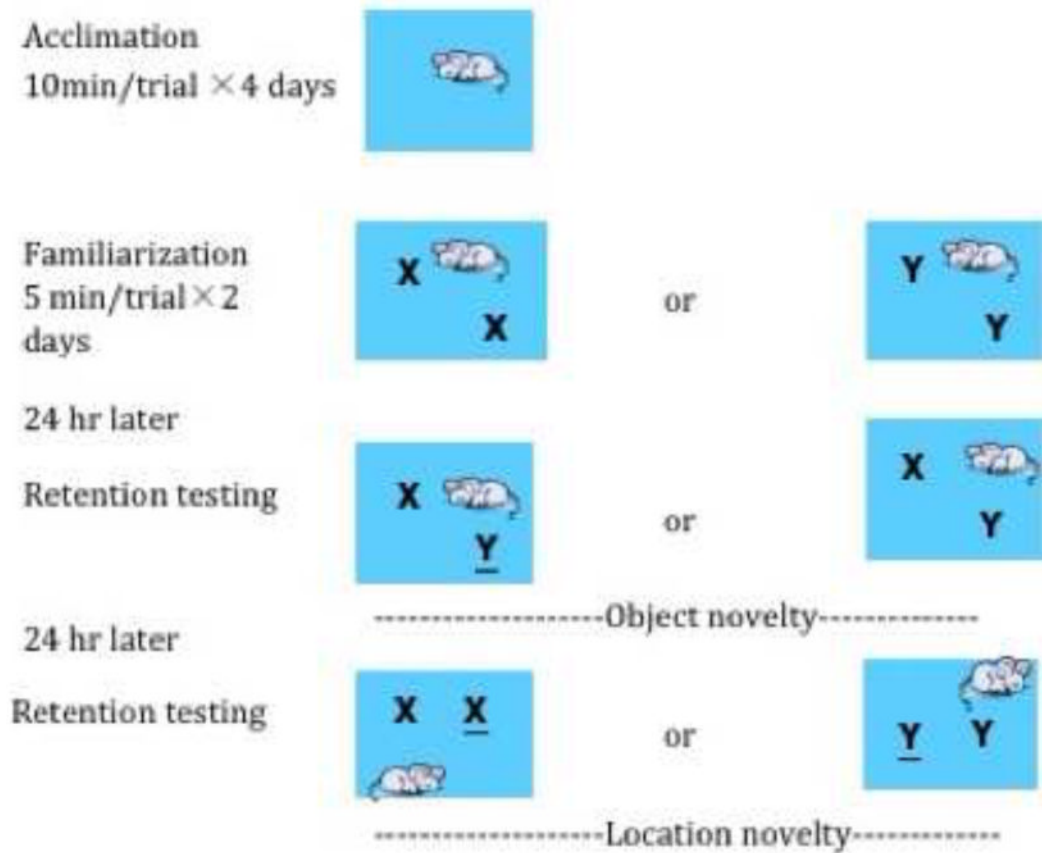 Acclimation
10min/trial ×4 days
Familiarization
5 min/trial×2
days
X
X
or
Y
Y
24 hr later
Retention testing
X
Y
or
X
Y
-------------------Object novelty-------------
24 hr later
Retention testing
X X
or
Y Y
-------------------Location novelty------------